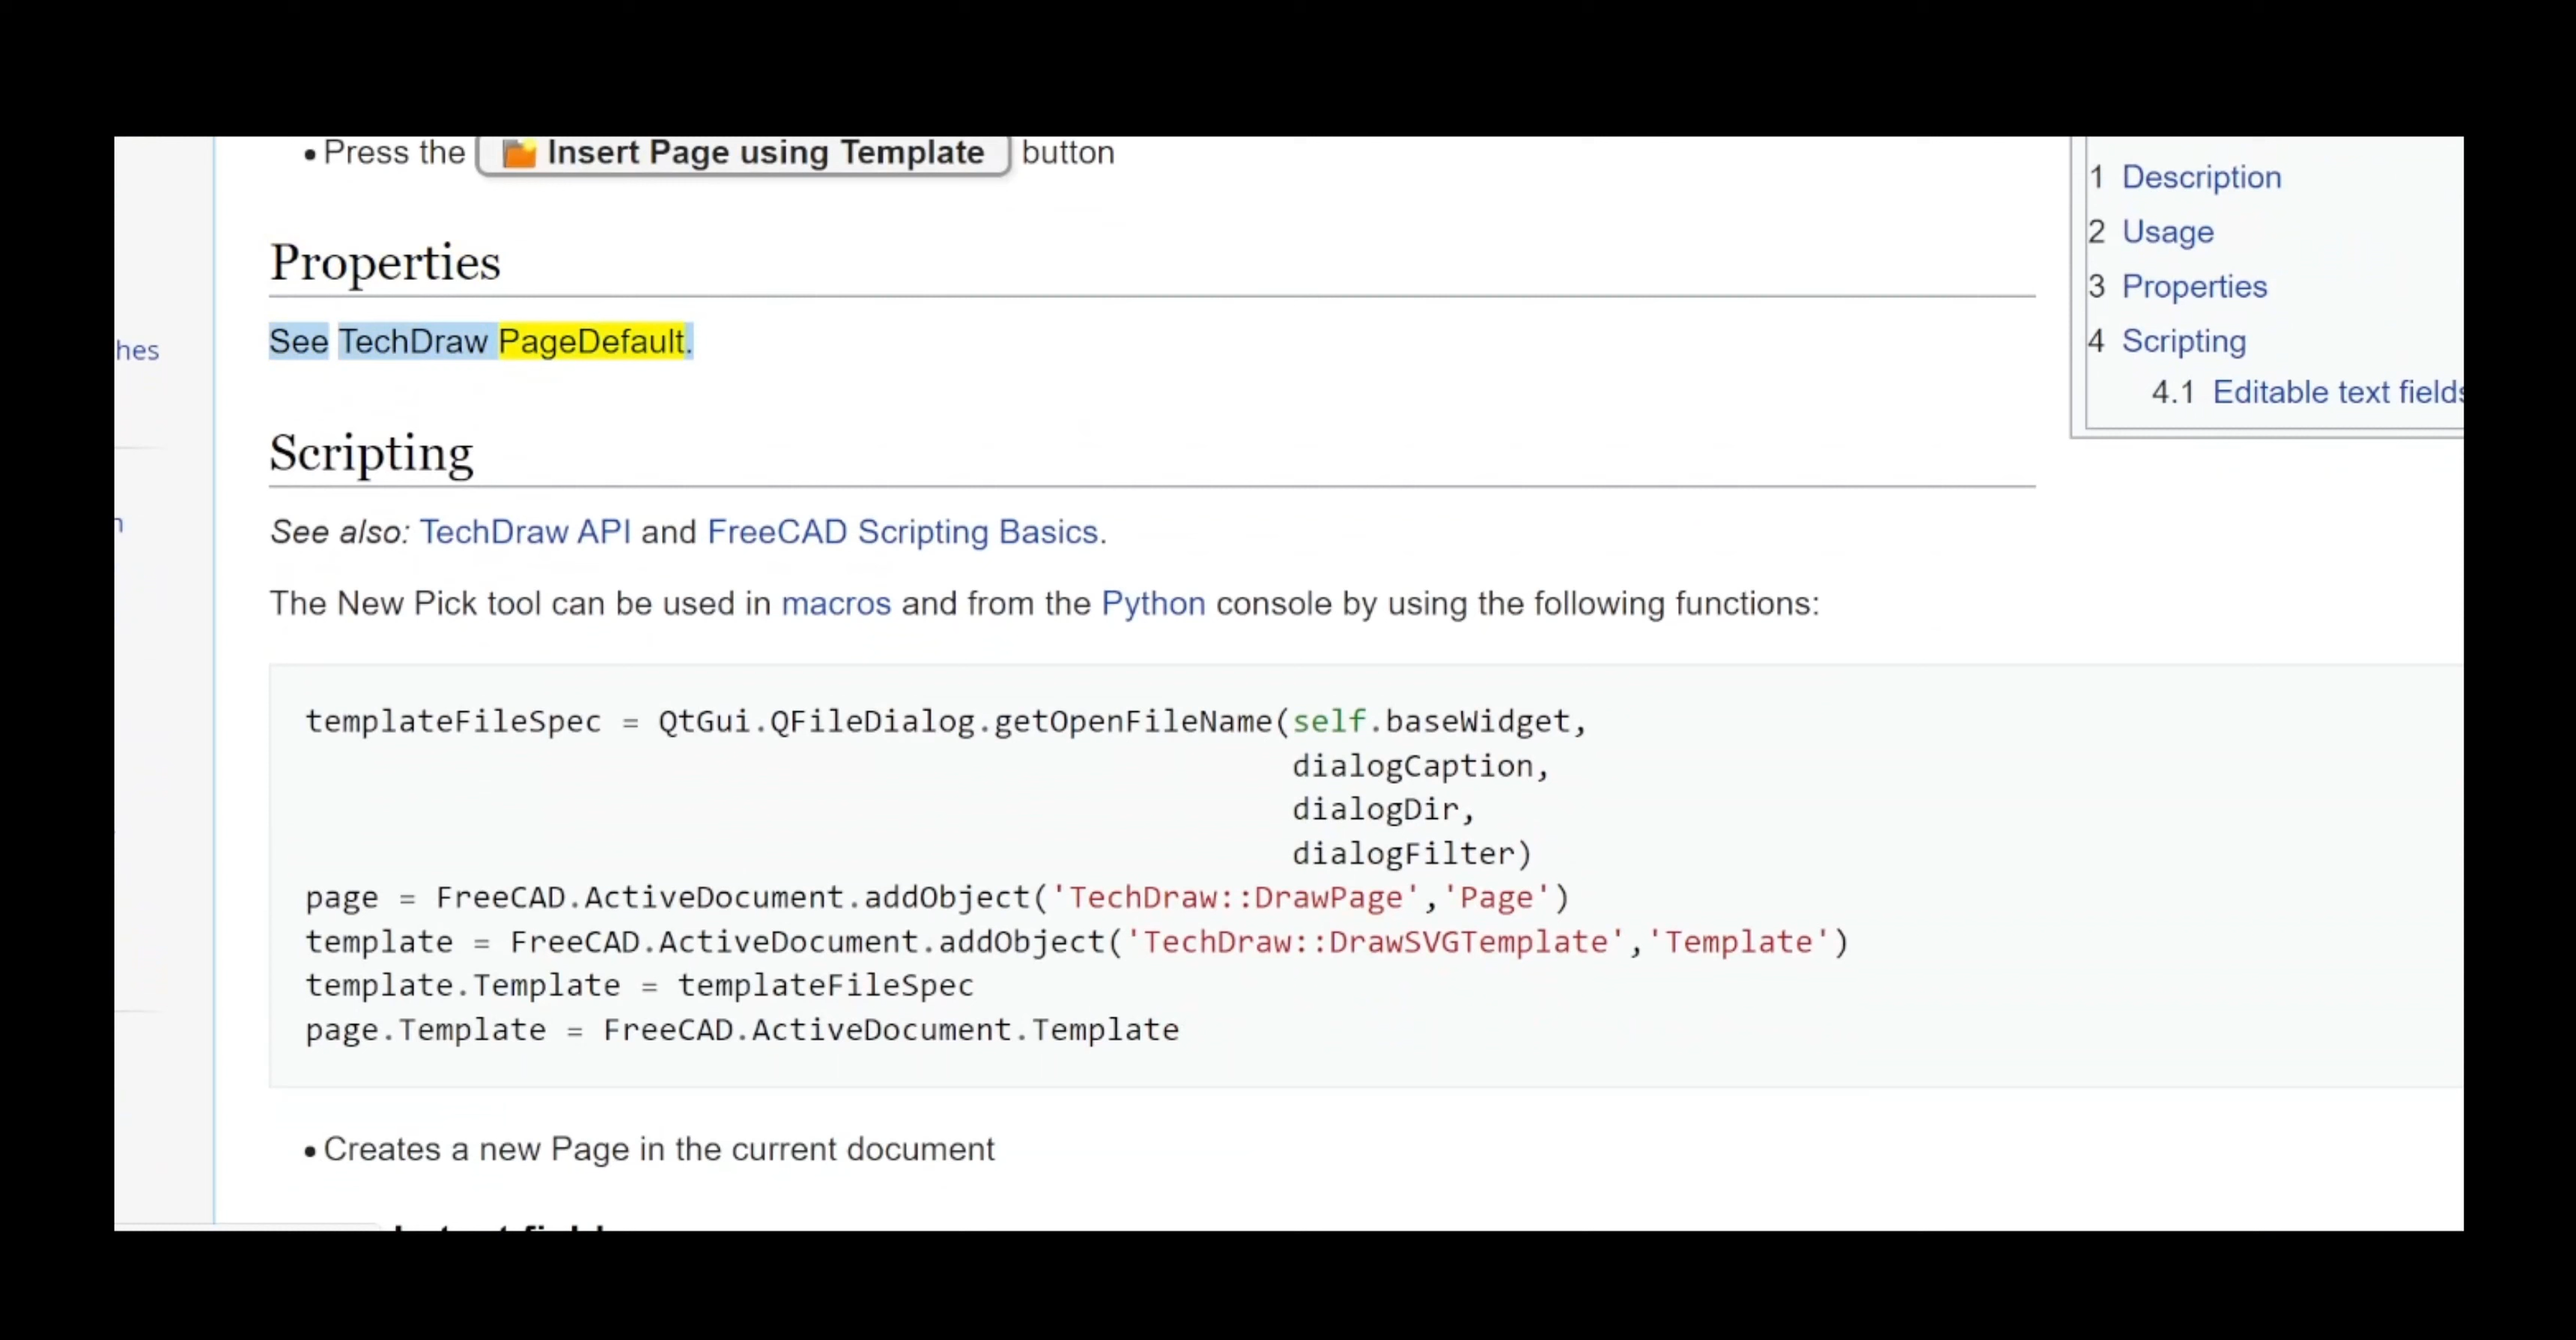 • Press the Insert Page using Template button
1 Description
2 Usage
Properties
3 Properties
See TechDraw PageDefault.
4 Scripting
hes
4.1 Editable text fields
Scripting
See also: TechDraw API and FreeCAD Scripting Basics.
The New Pick tool can be used in macros and from the Python console by using the following functions:
templateFileSpec = QtGui.QFileDialog.getOpenFileName(self.baseWidget,
dialogCaption,
dialogDir,
dialogFilter)
page = FreeCAD.ActiveDocument.addObject('TechDraw::DrawPage','Page')
template = FreeCAD.ActiveDocument.addObject('TechDraw::DrawSVGTemplate','Template')
template.Template = templateFileSpec
page.Template = FreeCAD.ActiveDocument.Template
• Creates a new Page in the current document